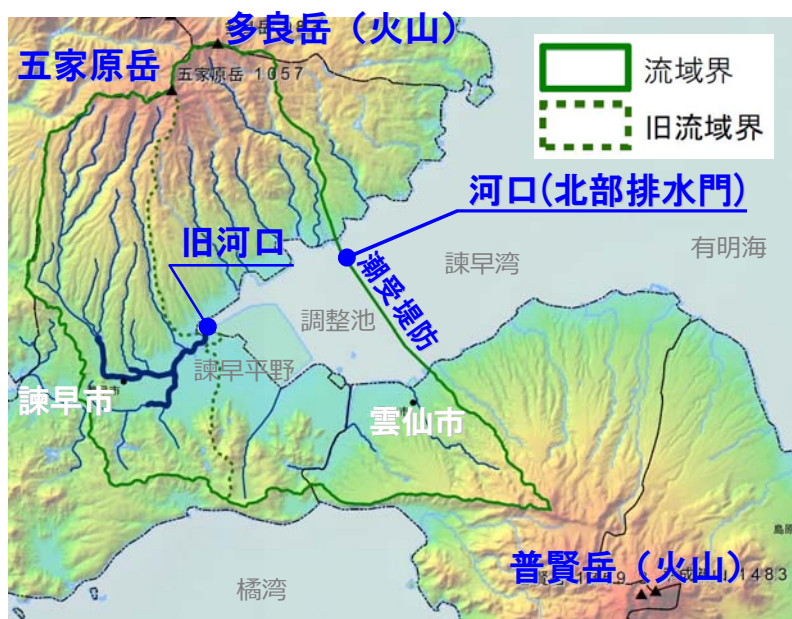 多良岳（火山）
五家原岳
五家原岳 1057
流域界
旧流域界
河口(北部排水門)
旧河口
諫早湾
有明海
潮受堤防
調整池
諫早平野
諫早市
雲仙市
普賢岳（火山）
1483
島原
橘湾